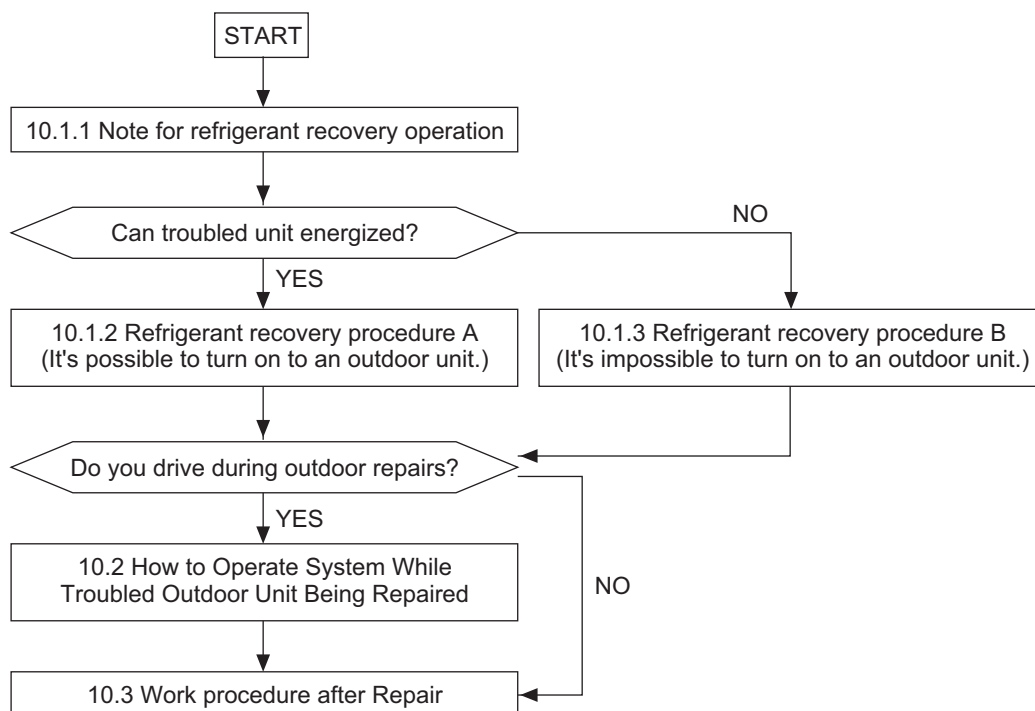 START
10.1.1 Note for refrigerant recovery operation
Can troubled unit energized?
NO
YES
10.1.2 Refrigerant recovery procedure A
(It's possible to turn on to an outdoor unit.)
10.1.3 Refrigerant recovery procedure B
(It's impossible to turn on to an outdoor unit.)
Do you drive during outdoor repairs?
YES
10.2 How to Operate System While
Troubled Outdoor Unit Being Repaired
NO
10.3 Work procedure after Repair